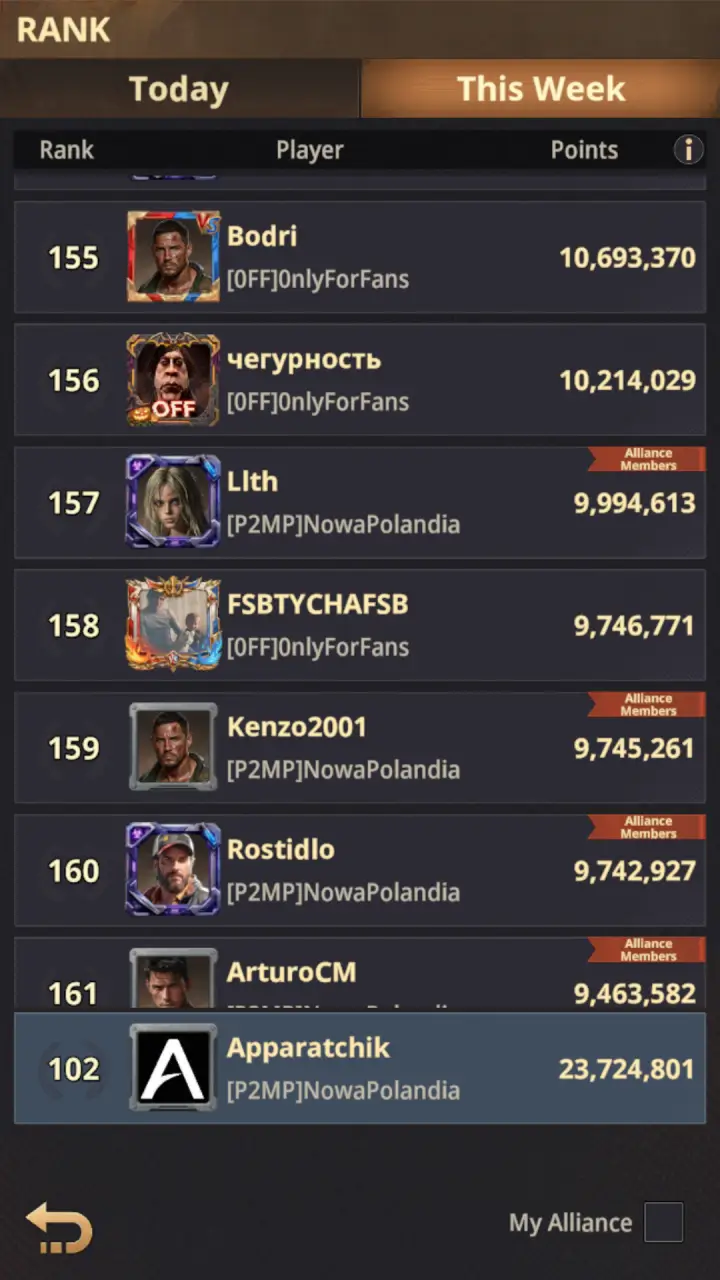 RANK
Today
This Week
Rank
Player
Points
155
Bodri
[0FF]0nlyForFans
10,693,370
156
OFF
чегурность
[0FF]0nlyForFans
10,214,029
Alliance
Members
157
Llth
[P2MP]NowaPolandia
9,994,613
158
FSBTYCHAFSB
[0FF]0nlyForFans
9,746,771
Alliance
Members
159
Kenzo2001
[P2MP]NowaPolandia
9,745,261
Alliance
Members
160
Rostidlo
[P2MP]NowaPolandia
9,742,927
Alliance
Members
161
ArturoCM
9,463,582
102
Apparatchik
[P2MP]NowaPolandia
23,724,801
My Alliance